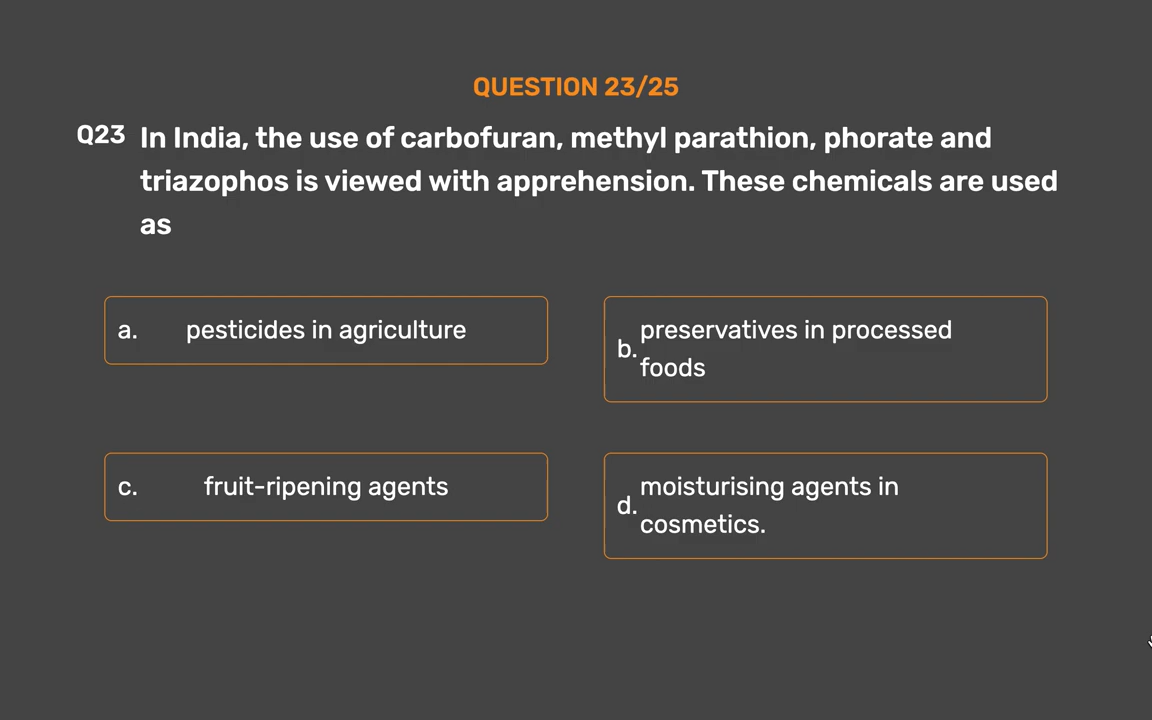 QUESTION 23/25
Q23 In India, the use of carbofuran, methyl parathion, phorate and
triazophos is viewed with apprehension. These chemicals are used
as
a. pesticides in agriculture
b. preservatives in processed
foods
c. fruit-ripening agents
d. moisturising agents in
cosmetics.